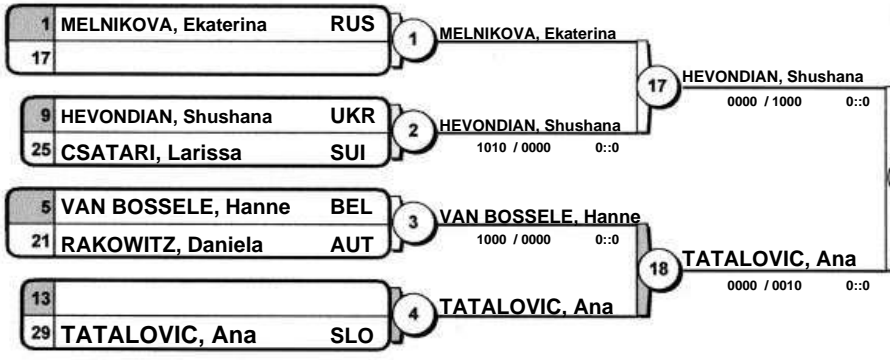 1 MELNIKOVA, Ekaterina RUS
17
1
MELNIKOVA, Ekaterina
9 HEVONDIAN, Shushana UKR
25 CSATARI, Larissa SUI
2
HEVONDIAN, Shushana
1010 / 0000 0::0
17
HEVONDIAN, Shushana
0000 / 1000 0::0
5 VAN BOSSELE, Hanne BEL
21 RAKOWITZ, Daniela AUT
3
VAN BOSSELE, Hanne
1000 / 0000 0::0
13
29 TATALOVIC, Ana SLO
4
TATALOVIC, Ana
18
TATALOVIC, Ana
0000 / 0010 0::0